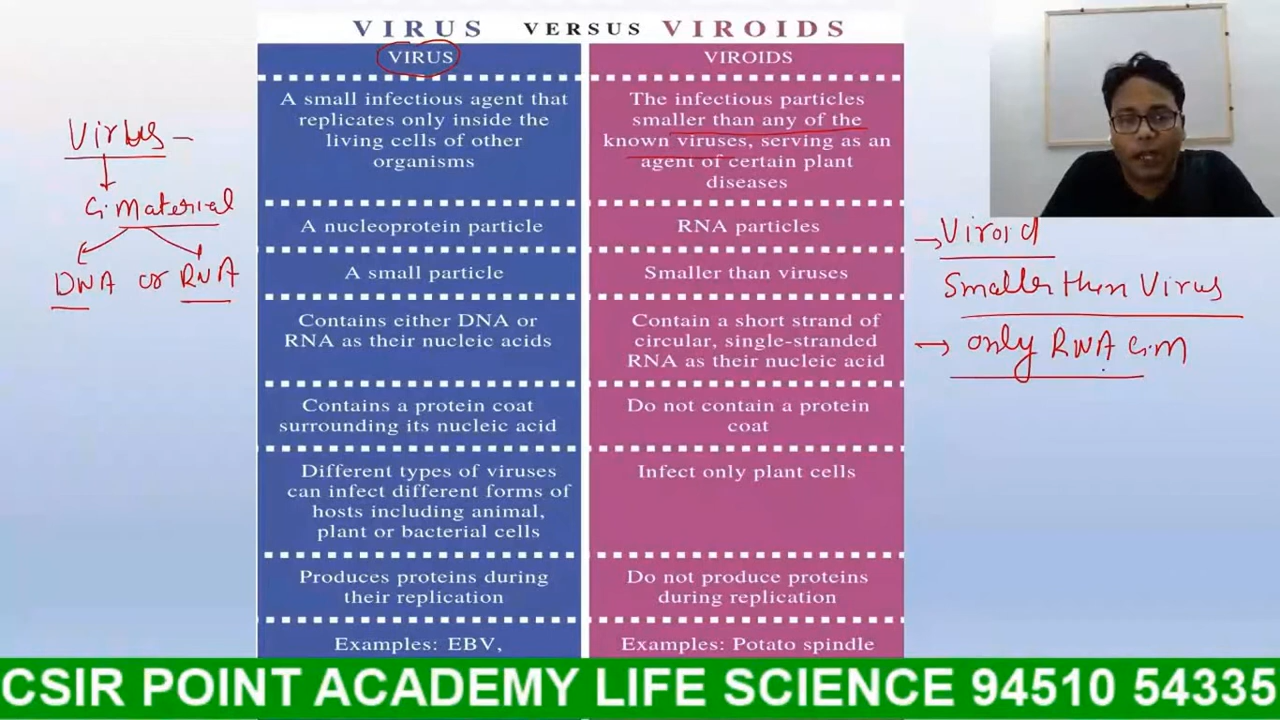 VIRUS VERSUS VIROIDS
VIRUS
A small infectious agent that
replicates only inside the
living cells of other
organisms
A nucleoprotein particle
A small particle
Contains either DNA or
RNA as their nucleic acids
Contains a protein coat
surrounding its nucleic acid
Different types of viruses
can infect different forms of
hosts including animal,
plant or bacterial cells
Produces proteins during
their replication
Examples: EBV,
VIROIDS
The infectious particles
smaller than any of the
known viruses, serving as an
agent of certain plant
diseases
RNA particles
Smaller than viruses
Contain a short strand of
circular, single-stranded
RNA as their nucleic acid
Do not contain a protein
coat
Infect only plant cells
Do not produce proteins
during replication
Examples: Potato spindle
Virus –
G.Material
DNA or RNA
→Viroid
Smaller then Virus
→ only RNA G.M
CSIR POINT ACADEMY LIFE SCIENCE 94510 54335